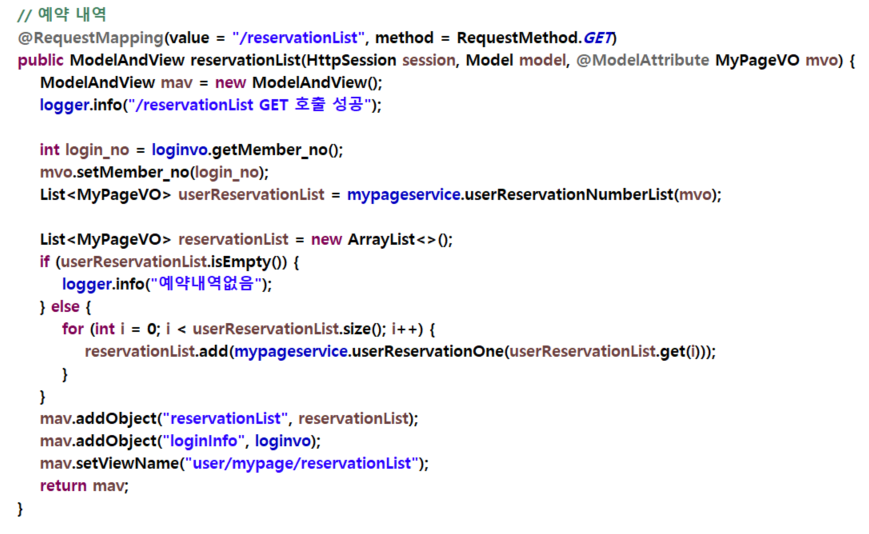 // 예약 내역
@RequestMapping(value = "/reservationList", method = RequestMethod.GET)
public ModelAndView reservationList(HttpSession session, Model model, @ModelAttribute MyPageVO mvo) {
ModelAndView mav = new ModelAndView();
logger.info("/reservationList GET 호출 성공");
int login_no = loginvo.getMember_no();
mvo.setMember_no(login_no);
List<MyPageVO> userReservationList = mypageservice.userReservationNumberList(mvo);
List<MyPageVO> reservationList = new ArrayList<>();
if (userReservationList.isEmpty()) {
logger.info("예약내역없음");
} else {
for (int i = 0; i < userReservationList.size(); i++) {
reservationList.add(mypageservice.userReservationOne(userReservationList.get(i)));
}
}
mav.addObject("reservationList", reservationList);
mav.addObject("loginInfo", loginvo);
mav.setViewName("user/mypage/reservationList");
return mav;
}